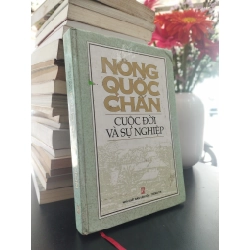 NÔNG
QUỐC
CHẤN
CUỘC ĐỜI
VÀ SỰ NGHIỆP